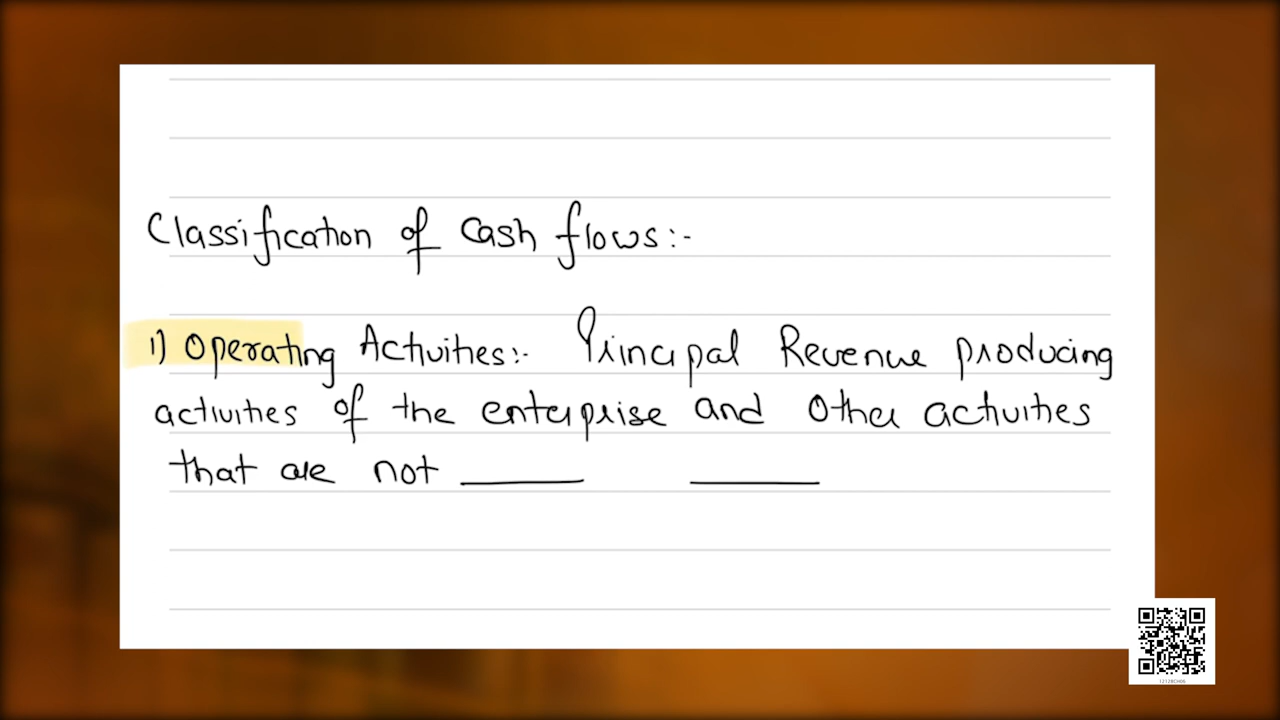 Classification of Cash flows:-
1) Operating Activities:- Principal Revenue producing
activities of the enterprise and Other activities
that are not ______ ______
12128CH06